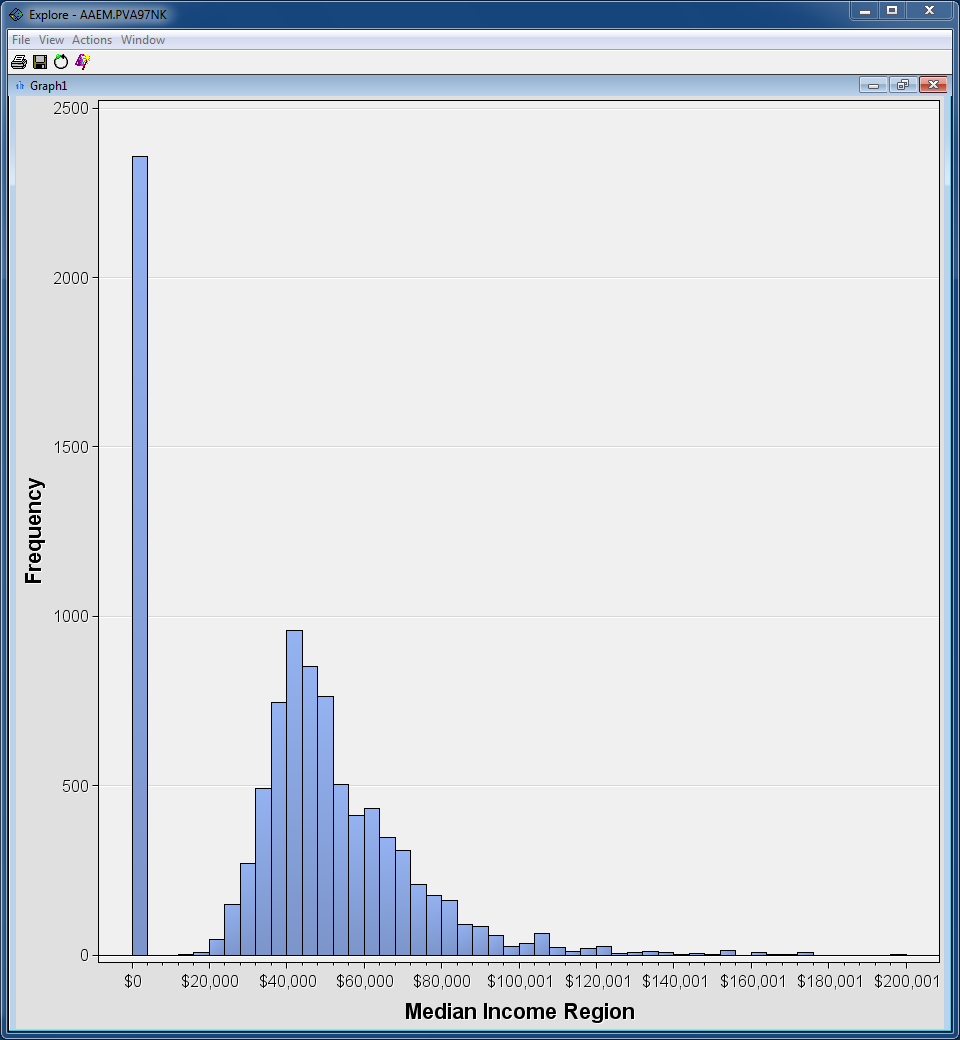 Explore - AAEM.PVA97NK
File View Actions Window
Graph1
2500
2000
1500
1000
500
0
Frequency
$0 $20,000 $40,000 $60,000 $80,000 $100,001 $120,001 $140,001 $160,001 $180,001 $200,001
Median Income Region